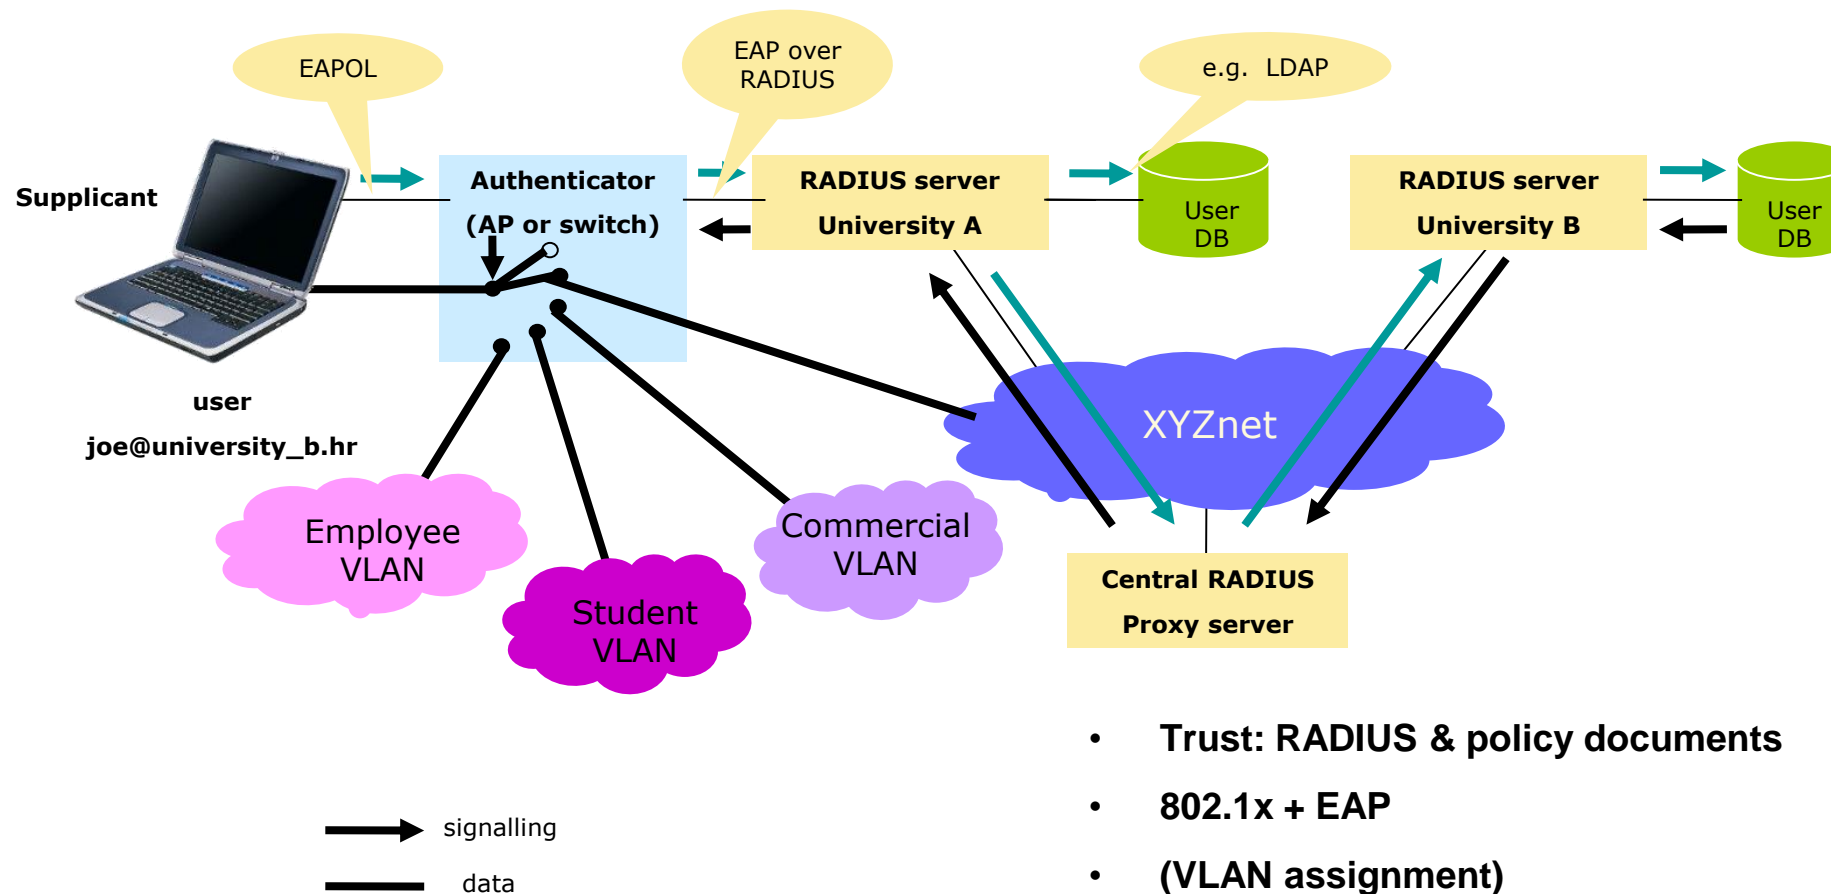 EAPOL
EAP over
RADIUS
e.g. LDAP
Supplicant
Authenticator
(AP or switch)
RADIUS server
University A
User
DB
RADIUS server
University B
User
DB
user
joe@university_b.hr
XYZnet
Employee
VLAN
Student
VLAN
Commercial
VLAN
Central RADIUS
Proxy server
• Trust: RADIUS & policy documents
• 802.1x + EAP
• (VLAN assignment)
signalling
data